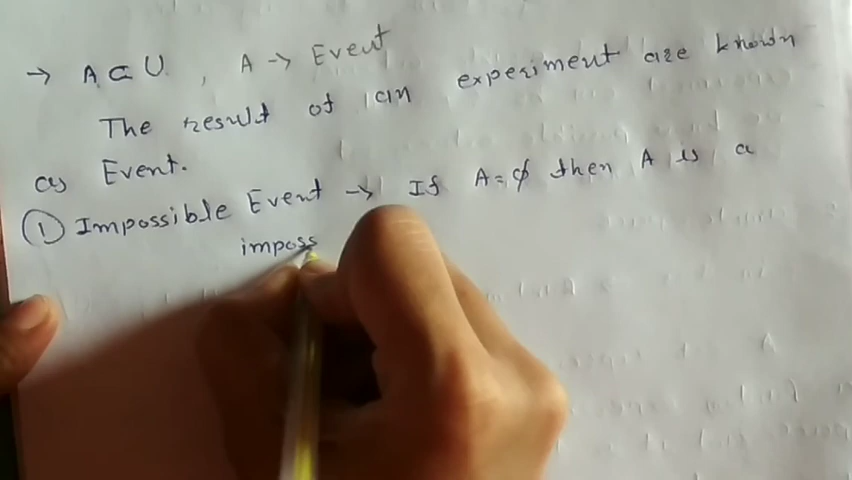 → A ⊂ U , A → Event
The result of an experiment are known
as Event.
① Impossible Event → If A = ϕ then A is a
imposs